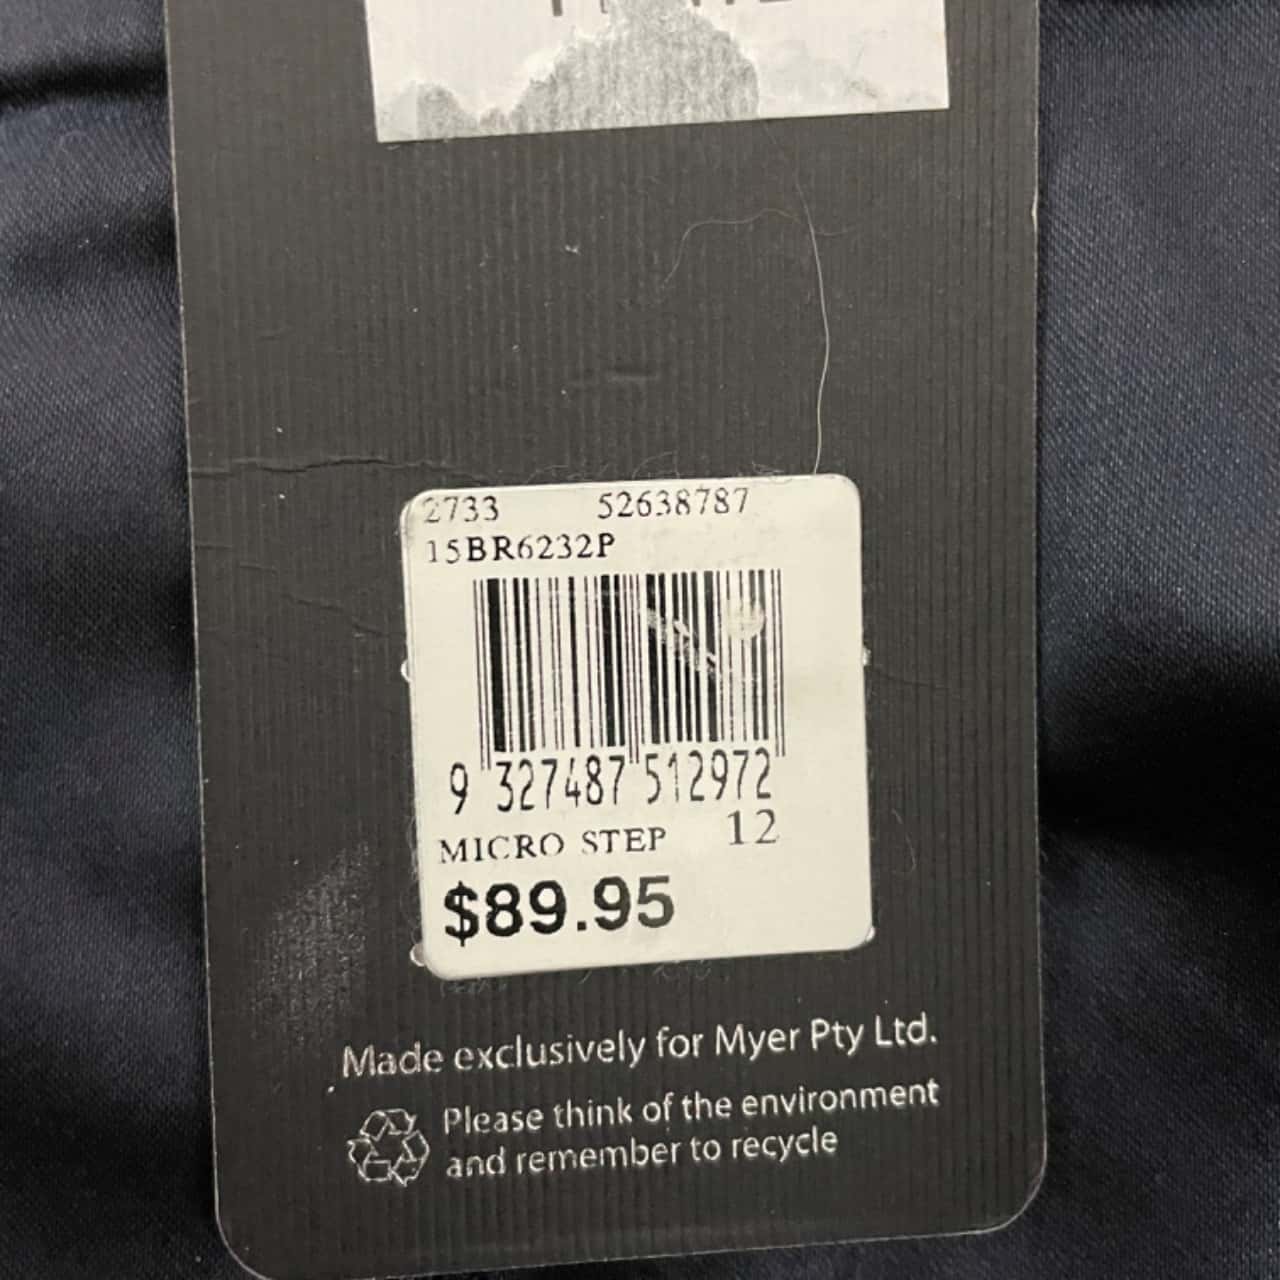 2733 52638787
15BR6232P
9 327487 512972
MICRO STEP 12
$89.95
Made exclusively for Myer Pty Ltd.
Please think of the environment
and remember to recycle